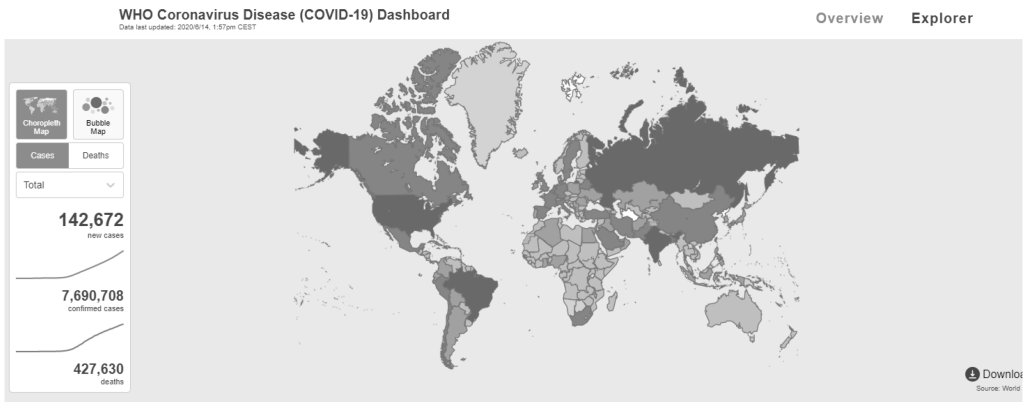 WHO Coronavirus Disease (COVID-19) Dashboard
Data last updated: 2020/6/14, 1:57pm CEST
Overview Explorer
Choropleth
Map
Bubble
Map
Cases Deaths
Total
142,672
new cases
7,690,708
confirmed cases
427,630
deaths
Downloa
Source: World